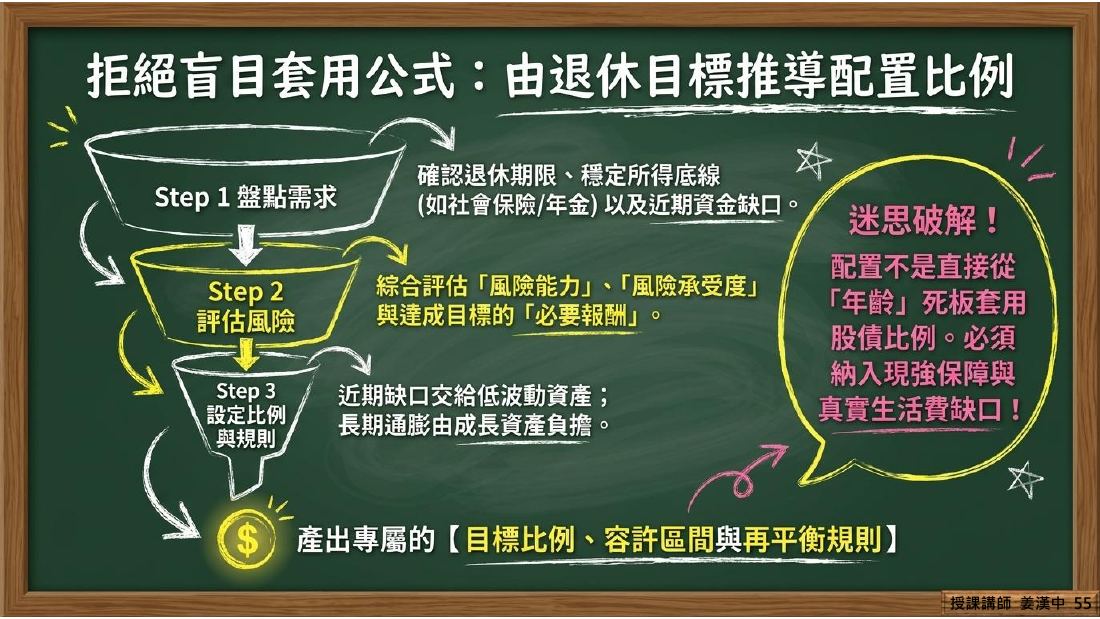 拒絕盲目套用公式：由退休目標推導配置比例
Step 1 盤點需求
確認退休期限、穩定所得底線
(如社會保險/年金) 以及近期資金缺口。
Step 2
評估風險
綜合評估「風險能力」、「風險承受度」
與達成目標的「必要報酬」。
Step 3
設定比例
與規則
近期缺口交給低波動資產；
長期通膨由成長資產負擔。
$
產出專屬的【目標比例、容許區間與再平衡規則】
迷思破解！
配置不是直接從
「年齡」死板套用
股債比例。必須
納入現強保障與
真實生活費缺口！
授課講師 姜漢中 55